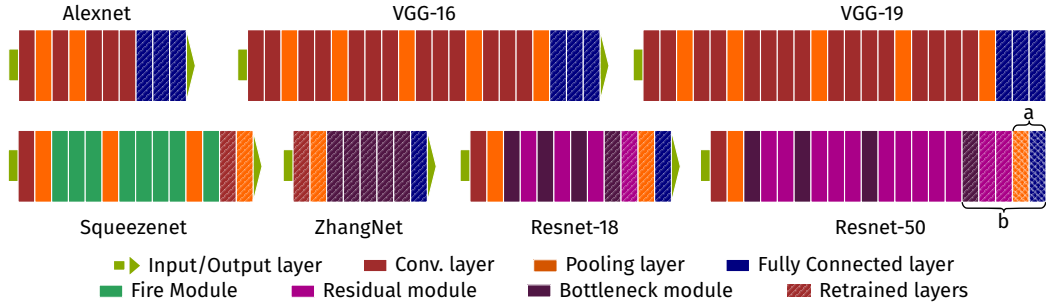 Alexnet VGG-16 VGG-19
a
Squeezenet ZhangNet Resnet-18 Resnet-50
b
Input/Output layer Conv. layer Pooling layer Fully Connected layer
Fire Module Residual module Bottleneck module Retrained layers